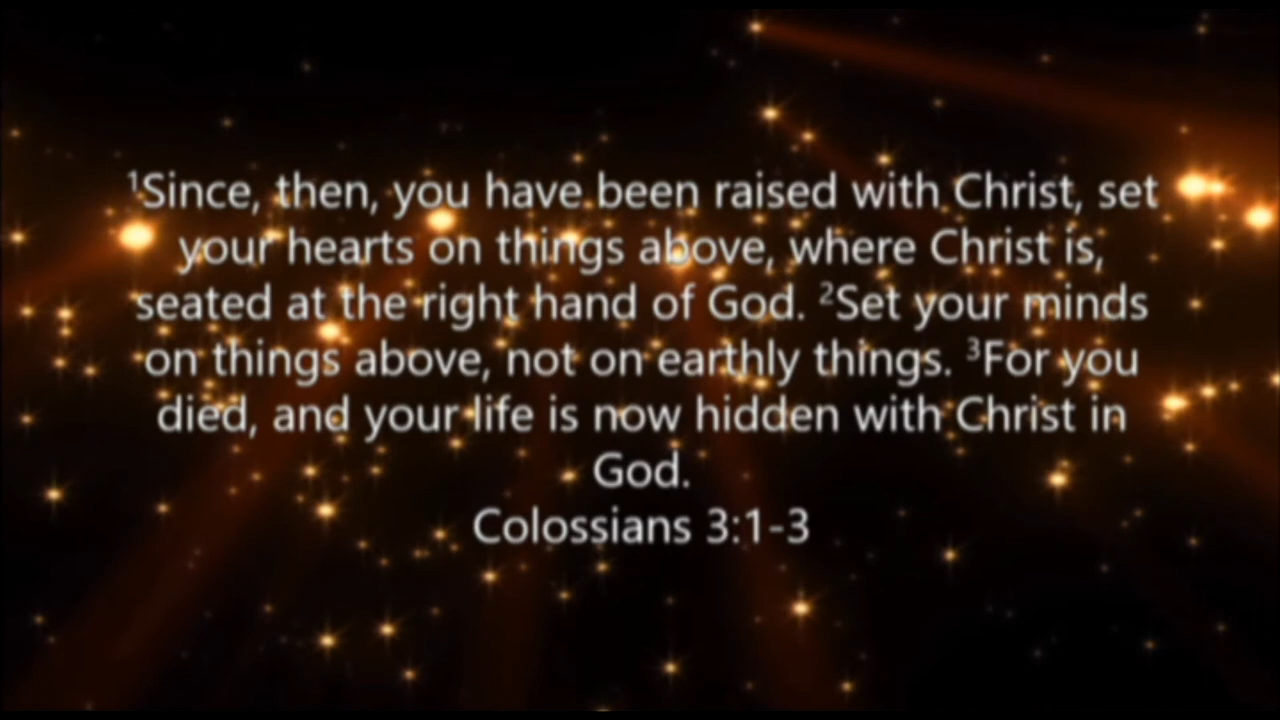 ¹Since, then, you have been raised with Christ, set
your hearts on things above, where Christ is,
seated at the right hand of God. ²Set your minds
on things above, not on earthly things. ³For you
died, and your life is now hidden with Christ in
God.
Colossians 3:1-3